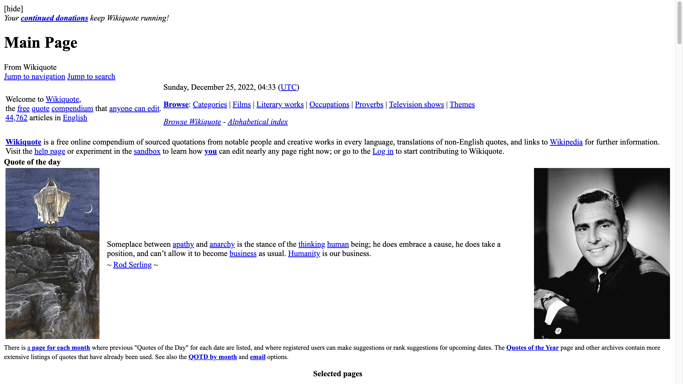 [hide]
Your continued donations keep Wikiquote running!
Main Page
From Wikiquote
Jump to navigation Jump to search
Welcome to Wikiquote,
the free quote compendium that anyone can edit.
44,762 articles in English
Sunday, December 25, 2022, 04:33 (UTC)
Browse: Categories | Films | Literary works | Occupations | Proverbs | Television shows | Themes
Browse Wikiquote - Alphabetical index
Wikiquote is a free online compendium of sourced quotations from notable people and creative works in every language, translations of non-English quotes, and links to Wikipedia for further information.
Visit the help page or experiment in the sandbox to learn how you can edit nearly any page right now; or go to the Log in to start contributing to Wikiquote.
Quote of the day
Someplace between apathy and anarchy is the stance of the thinking human being; he does embrace a cause, he does take a
position, and can't allow it to become business as usual. Humanity is our business.
~ Rod Serling ~
There is a page for each month where previous "Quotes of the Day" for each date are listed, and where registered users can make suggestions or rank suggestions for upcoming dates. The Quotes of the Year page and other archives contain more
extensive listings of quotes that have already been used. See also the QOTD by month and email options.
Selected pages